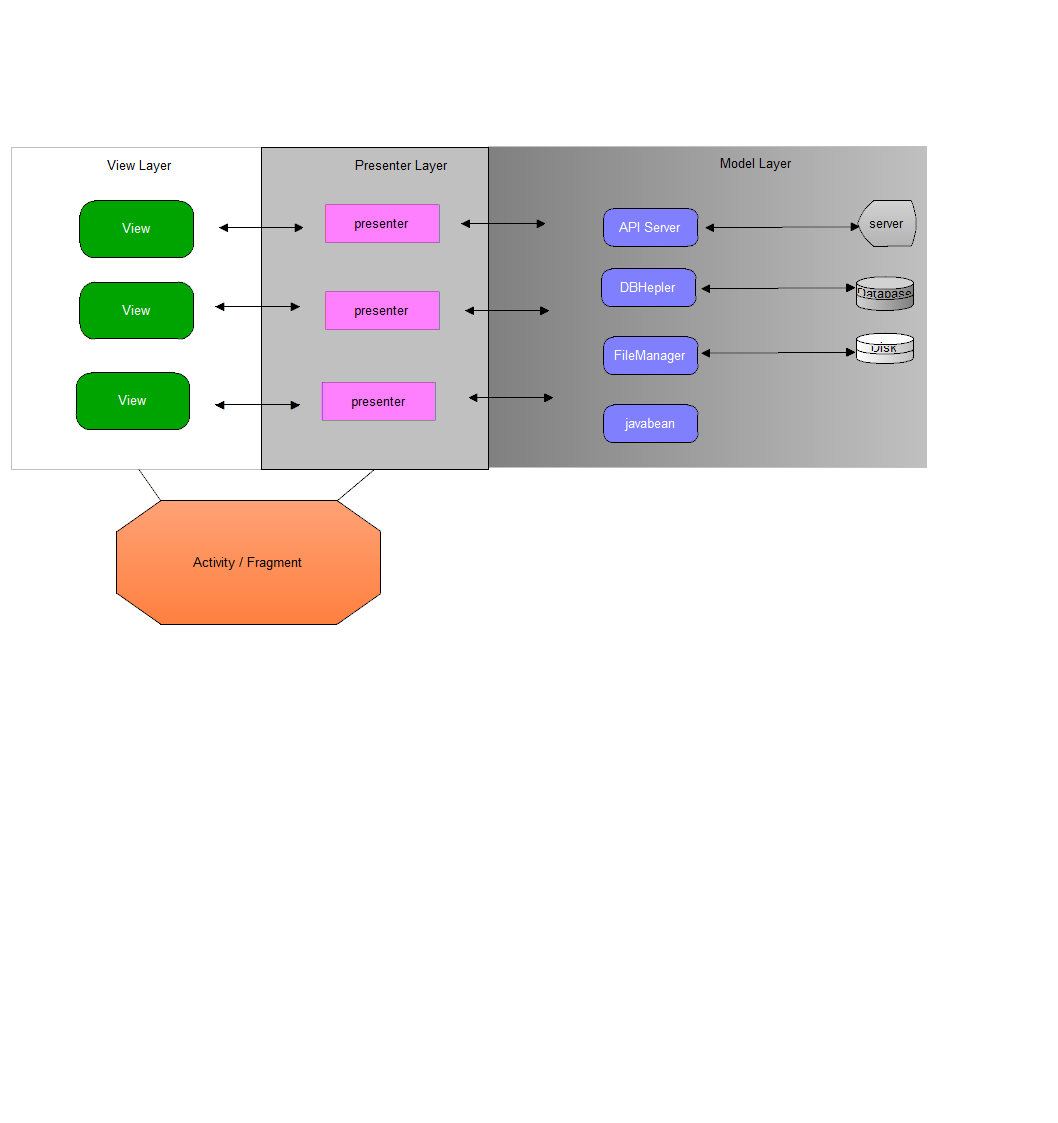 View Layer
Presenter Layer
Model Layer
View
presenter
API Server
server
View
presenter
DBHepler
Database
FileManager
Disk
View
presenter
javabean
Activity / Fragment